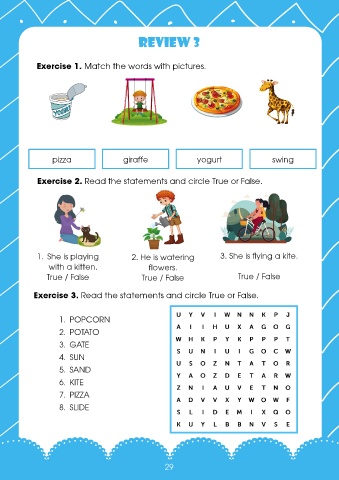 REVIEW 3
Exercise 1. Match the words with pictures.
YOGURT
pizza giraffe yogurt swing
Exercise 2. Read the statements and circle True or False.
1. She is playing
with a kitten.
True / False
2. He is watering
flowers.
True / False
3. She is flying a kite.
True / False
Exercise 3. Read the statements and circle True or False.
1. POPCORN
2. POTATO
3. GATE
4. SUN
5. SAND
6. KITE
7. PIZZA
8. SLIDE
U Y V I W N N K P J
A I I H U X A G O G
W H K P Y K P P P T
S U N I U I G O C W
U S O Z N T A T O R
Y A O Z D E T A R W
Z N I A U V E T N O
A D V V X Y W O W F
S L I D E M I X Q O
K U Y L B B N V S E
29